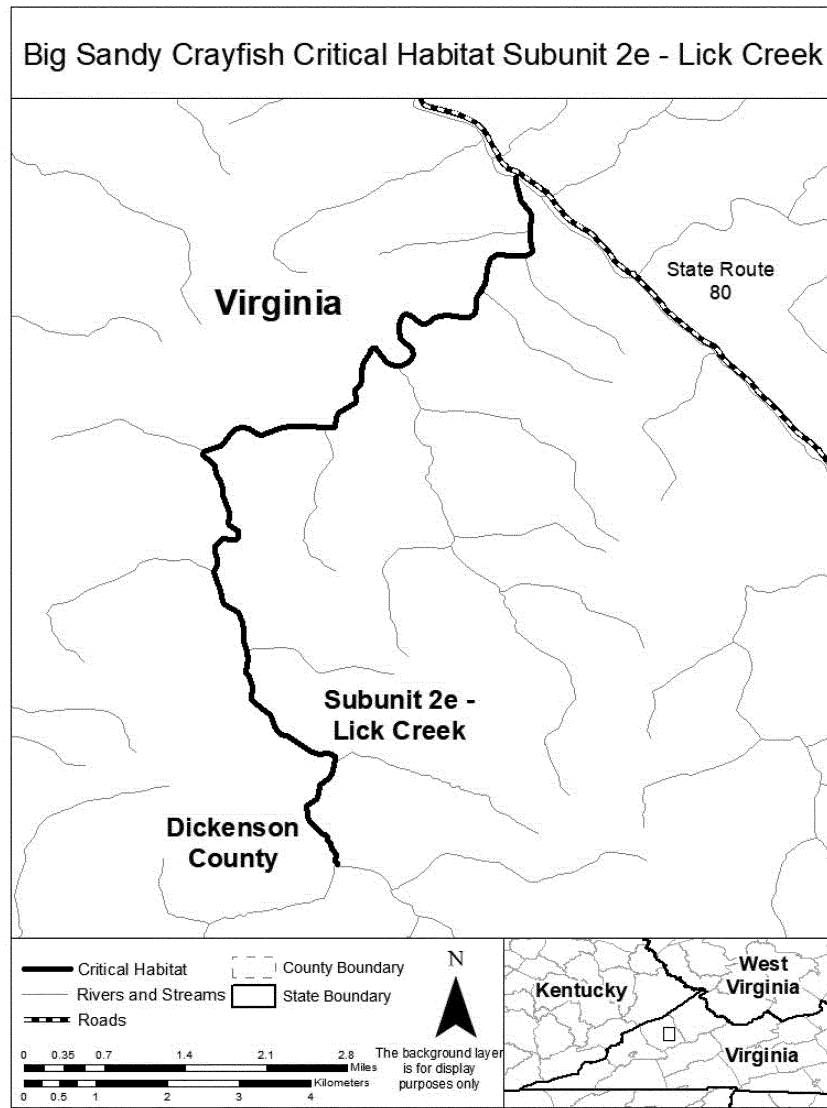 Big Sandy Crayfish Critical Habitat Subunit 2e - Lick Creek
State Route
80
Virginia
Subunit 2e -
Lick Creek
Dickenson
County
Critical Habitat
Rivers and Streams
Roads
County Boundary
State Boundary
N
0 0.35 0.7 1.4 2.1 2.8
Miles
Kilometers
0 0.5 1 2 3 4
The background layer
is for display
purposes only
Kentucky
West
Virginia
Virginia